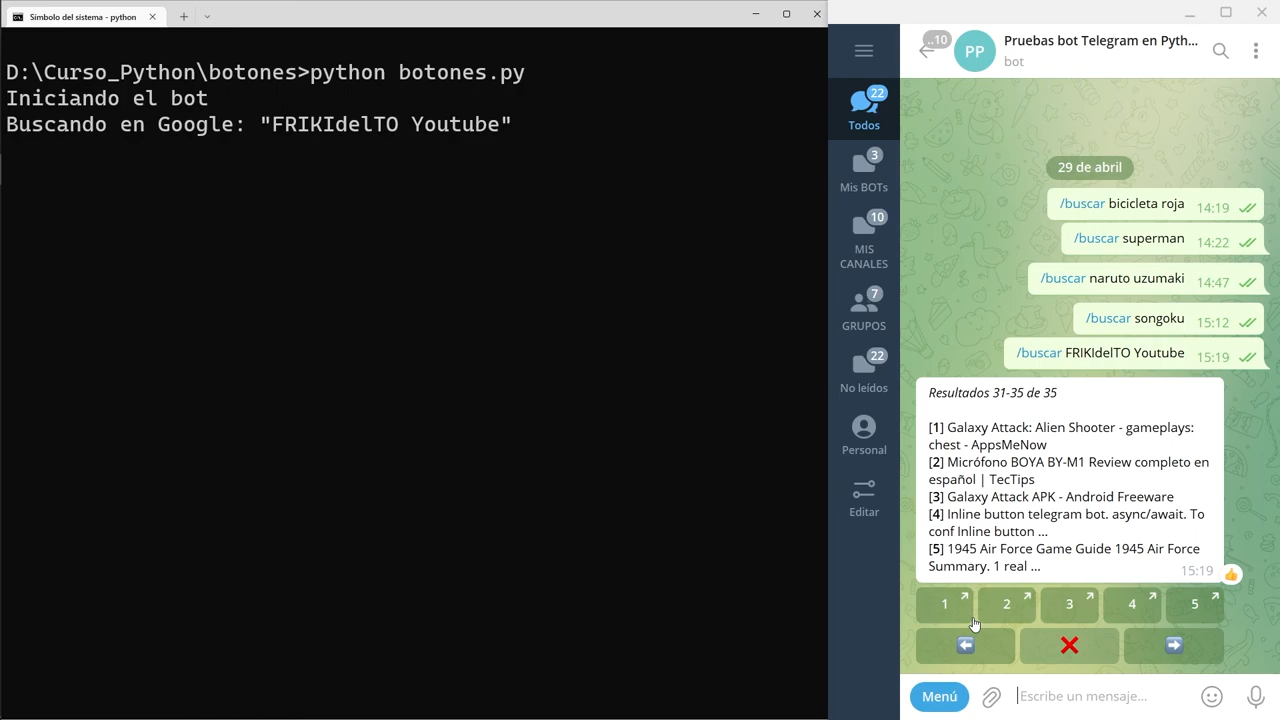 Símbolo del sistema - python
D:\Curso_Python\botones>python botones.py
Iniciando el bot
Buscando en Google: "FRIKIdelTO Youtube"
22
Todos
3
Mis BOTs
10
MIS
CANALES
7
GRUPOS
22
No leídos
Personal
Editar
..10
PP
Pruebas bot Telegram en Pyth...
bot
29 de abril
/buscar bicicleta roja 14:19
/buscar superman 14:22
/buscar naruto uzumaki 14:47
/buscar songoku 15:12
/buscar FRIKIdelTO Youtube 15:19
Resultados 31-35 de 35
[1] Galaxy Attack: Alien Shooter - gameplays:
chest - AppsMeNow
[2] Micrófono BOYA BY-M1 Review completo en
español | TecTips
[3] Galaxy Attack APK - Android Freeware
[4] Inline button telegram bot. async/await. To
conf Inline button ...
[5] 1945 Air Force Game Guide 1945 Air Force
Summary. 1 real ...
15:19
1 2 3 4 5
Menú
Escribe un mensaje...